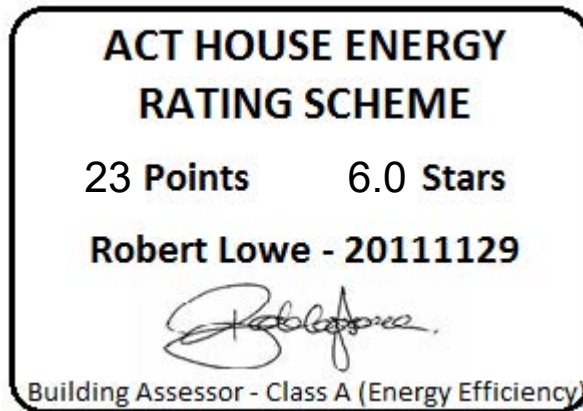 ACT HOUSE ENERGY
RATING SCHEME
23 Points 6.0 Stars
Robert Lowe - 20111129
Building Assessor - Class A (Energy Efficiency)